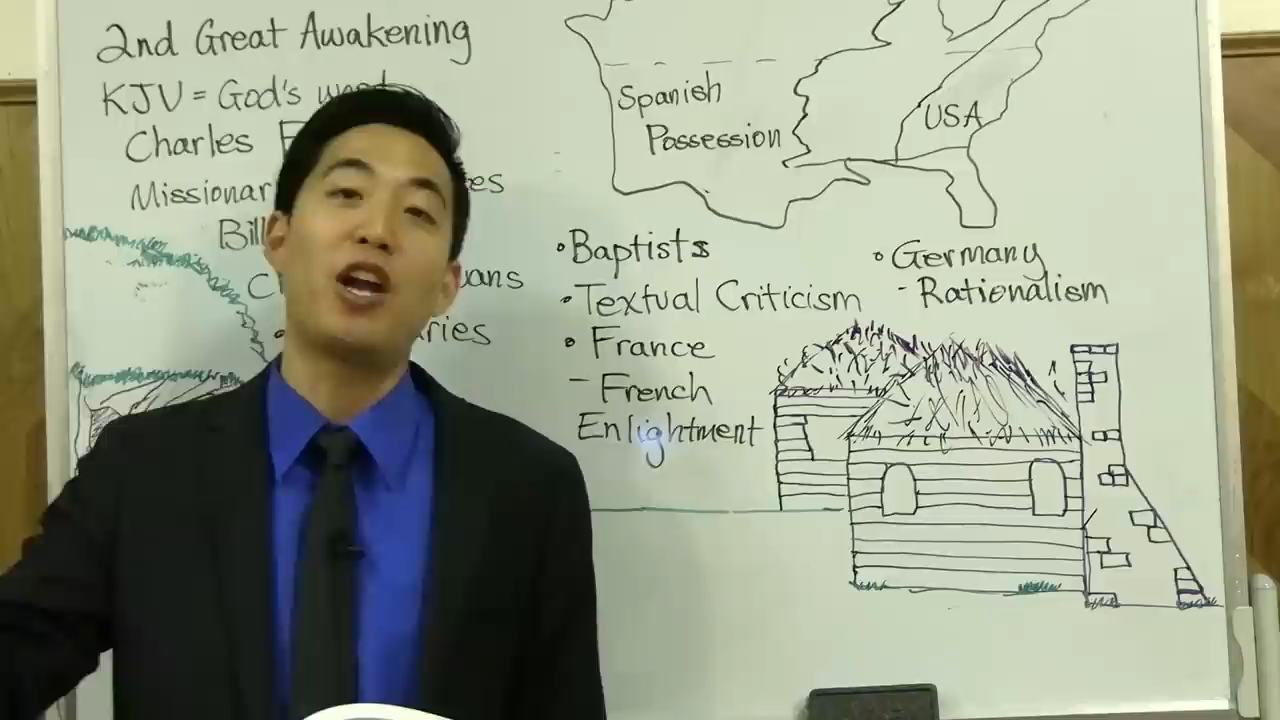 2nd Great Awakening
KJV = God's
Charles
Missionar es
Bill
C ans
ries
Spanish
Possession
USA
• Baptists
• Textual Criticism
• France
- French
Enlightment
• Germany
- Rationalism